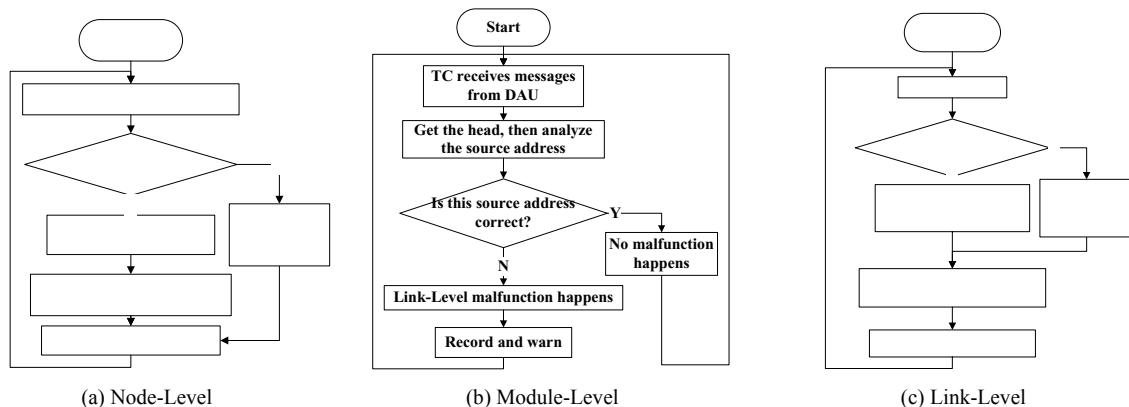 Start
TC receives messages
from DAU
Get the head, then analyze
the source address
Is this source address
correct?
Y
No malfunction
happens
N
Link-Level malfunction happens
Record and warn
(a) Node-Level
(b) Module-Level
(c) Link-Level